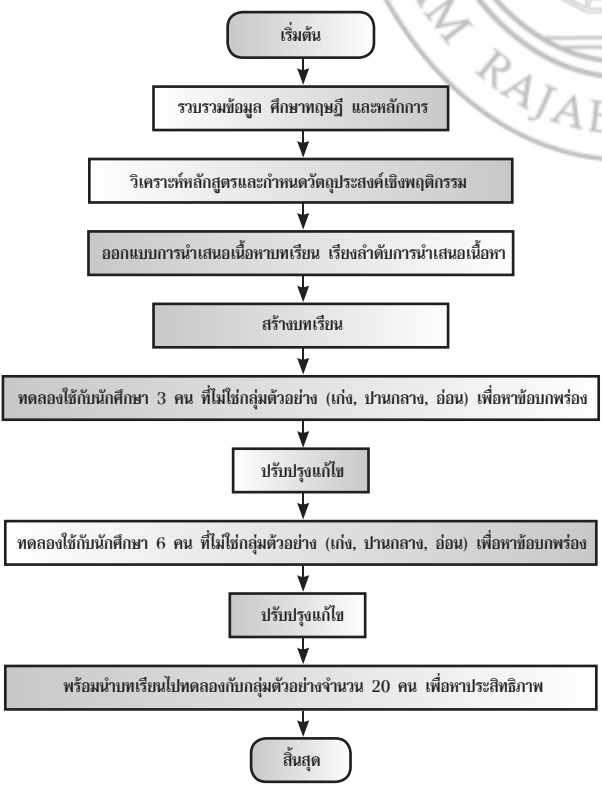 AM RAJAB
เริ่มต้น
รวบรวมข้อมูล ศึกษาทฤษฎี และหลักการ
วิเคราะห์หลักสูตรและกำหนดวัตถุประสงค์เชิงพฤติกรรม
ออกแบบการนำเสนอเนื้อหาบทเรียน เรียงลำดับการนำเสนอเนื้อหา
สร้างบทเรียน
ทดลองใช้กับนักศึกษา 3 คน ที่ไม่ใช่กลุ่มตัวอย่าง (เก่ง, ปานกลาง, อ่อน) เพื่อหาข้อบกพร่อง
ปรับปรุงแก้ไข
ทดลองใช้กับนักศึกษา 6 คน ที่ไม่ใช่กลุ่มตัวอย่าง (เก่ง, ปานกลาง, อ่อน) เพื่อหาข้อบกพร่อง
ปรับปรุงแก้ไข
พร้อมนำบทเรียนไปทดลองกับกลุ่มตัวอย่างจำนวน 20 คน เพื่อหาประสิทธิภาพ
สิ้นสุด